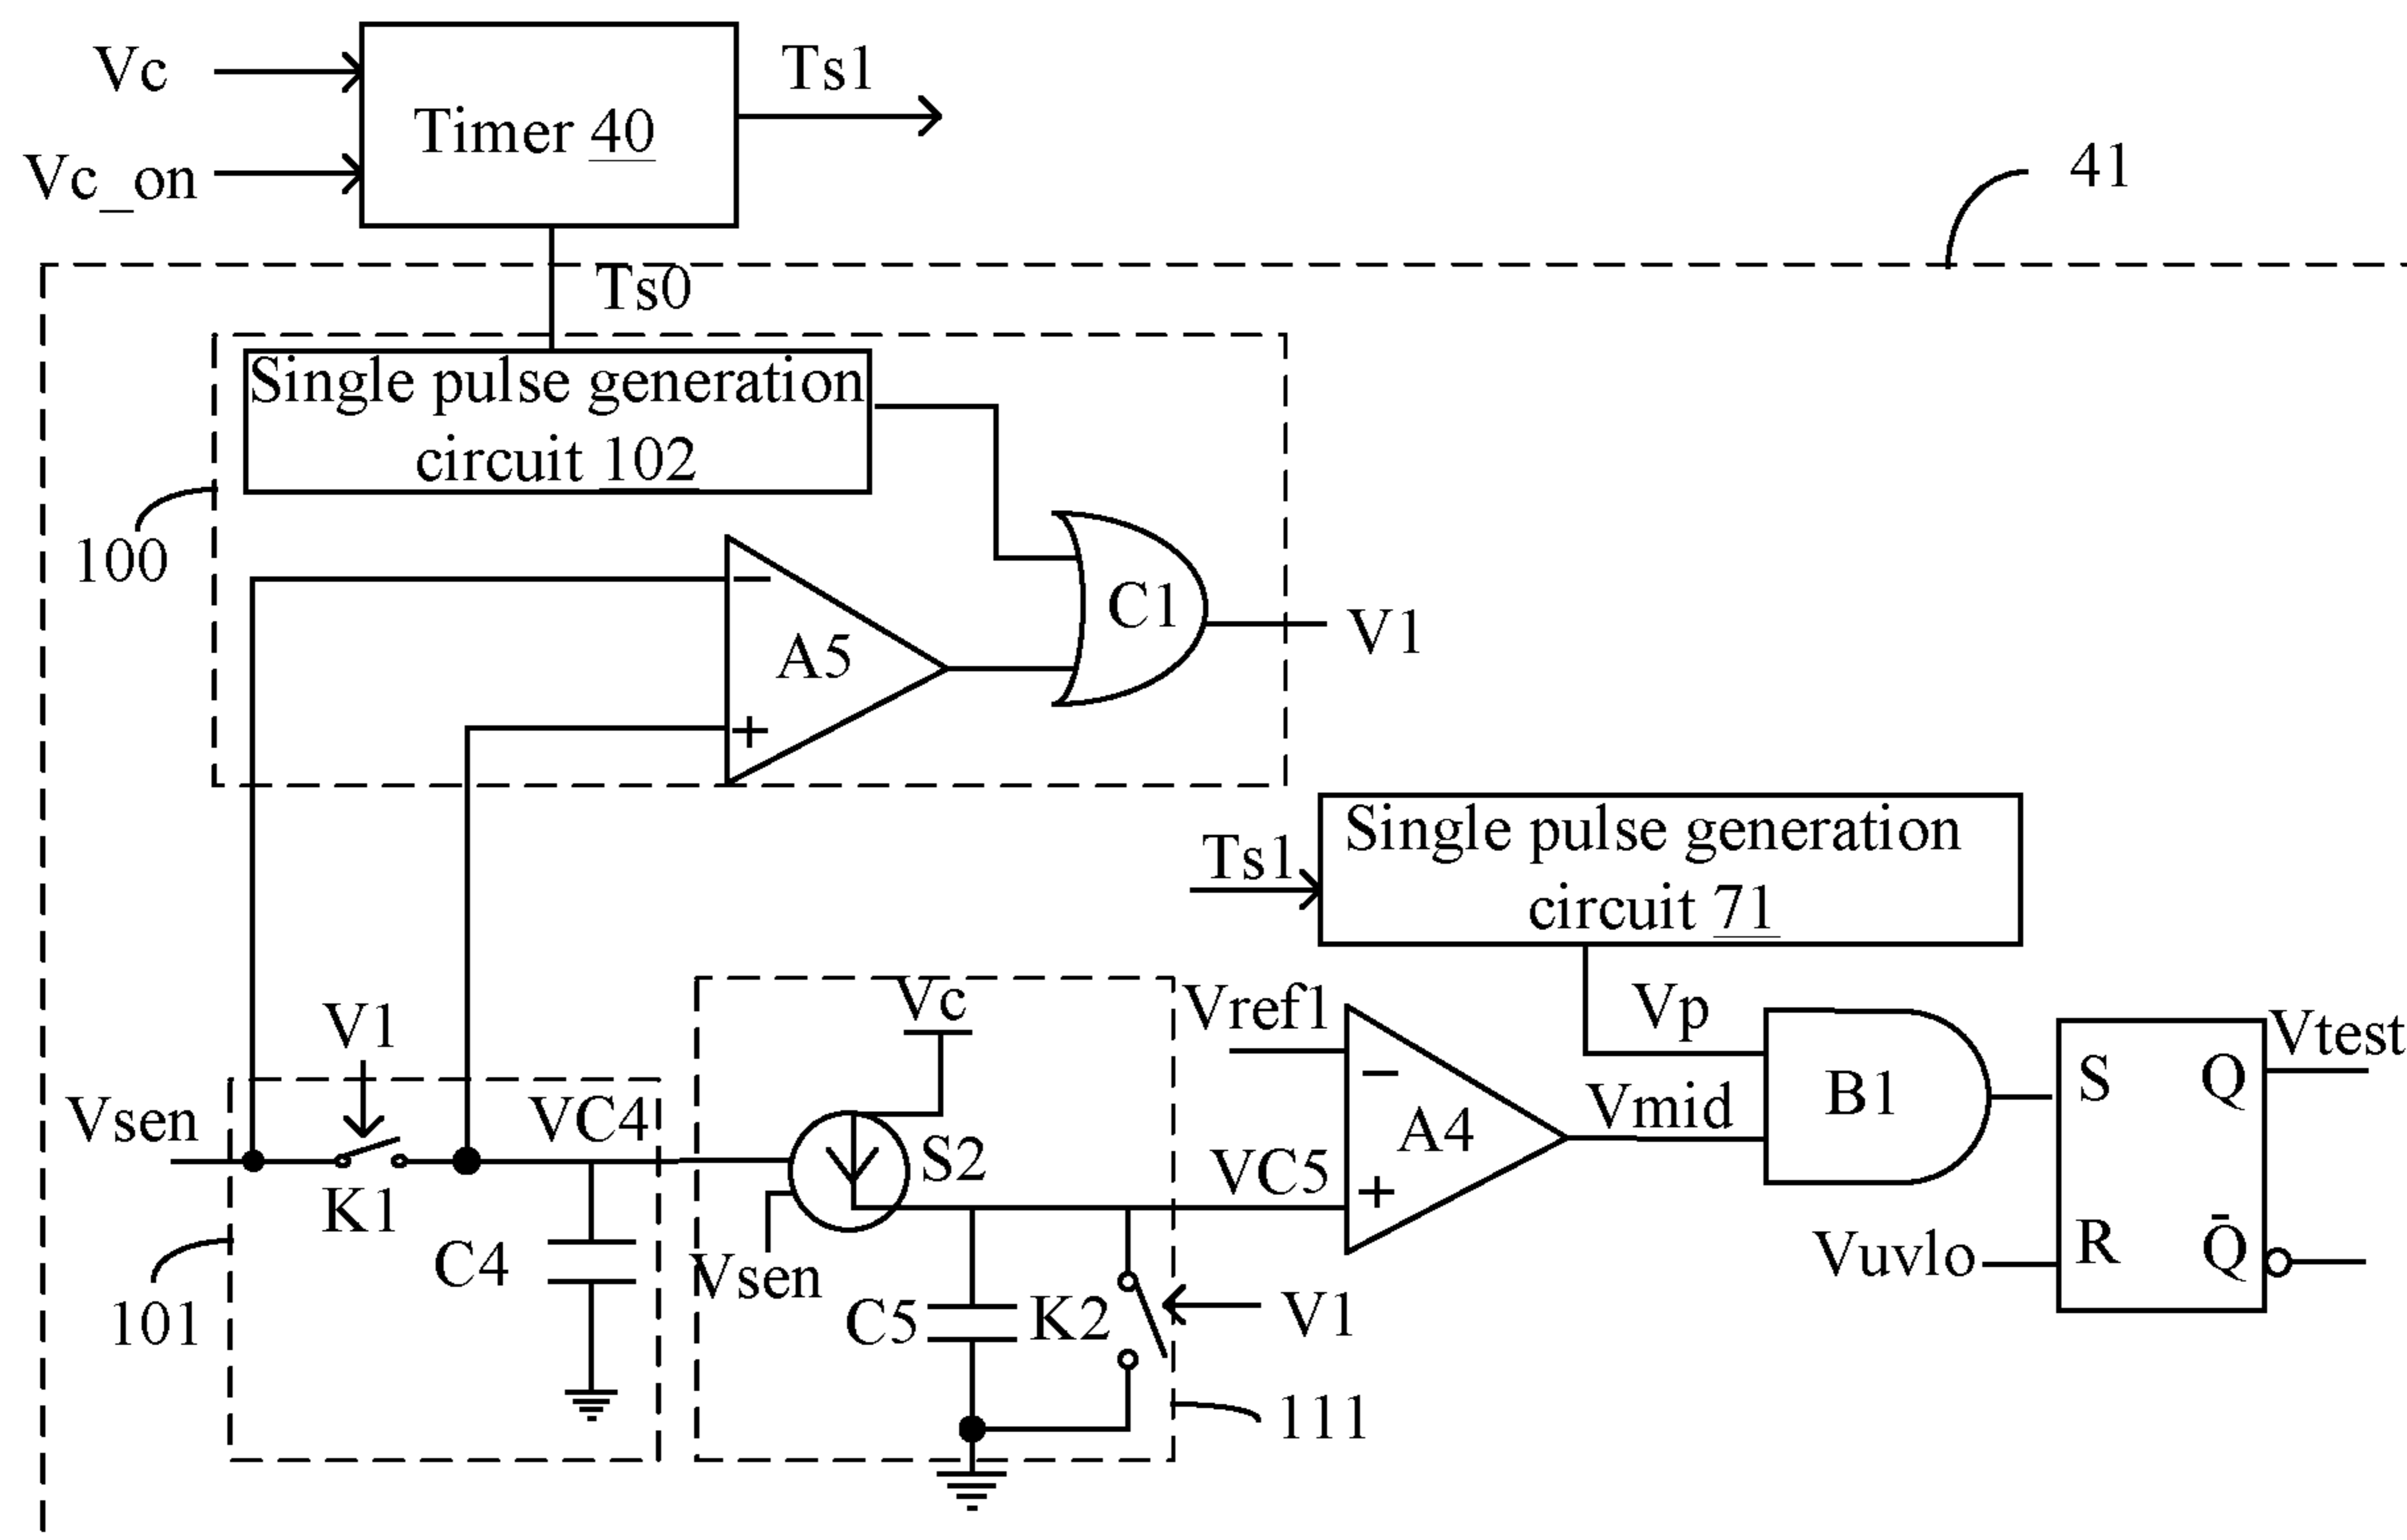 Vc
Ts1
Timer 40
Vc_on
41
Ts0
Single pulse generation
circuit 102
100
−
A5
+
C1
V1
Single pulse generation
circuit 71
Ts1
Vc
Vref1
Vp
V1
Vsen
VC4
K1
C4
101
S2
Vsen
VC5
−
A4
+
Vmid
B1
S
Q
Vtest
R
Q̄
Vuvlo
C5
K2
V1
111